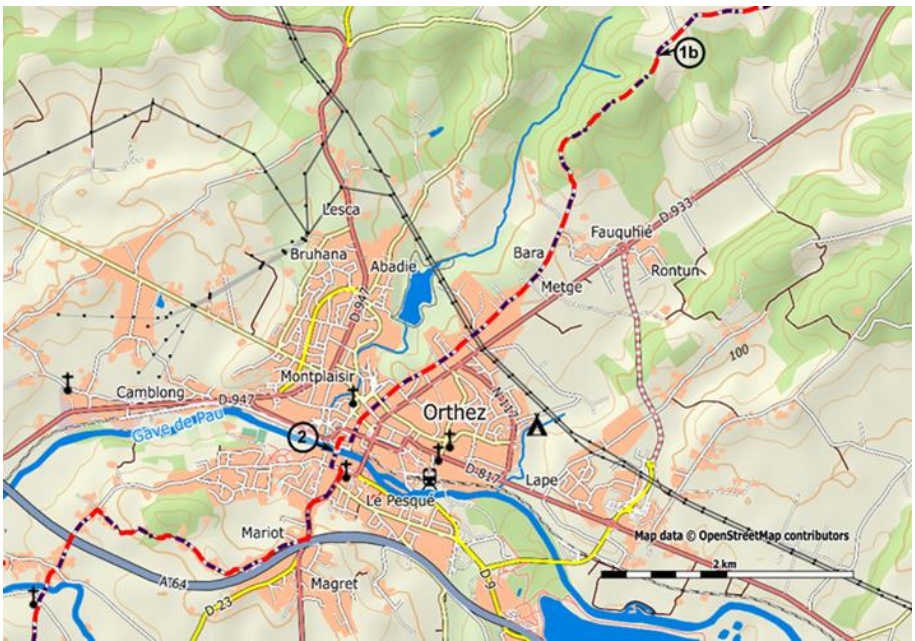 1b
D-933
Lesca
Fauquhié
Bruhana
Bara
Abadie
Rontun
Metge
D-947
100
Montplaisir
Camblong
D-947
N-117
Orthez
Gave de Pau
2
D-817
Lape
Le Pesqué
Mariot
Map data © OpenStreetMap contributors
2 km
A-64
Magret
D-9
D-23